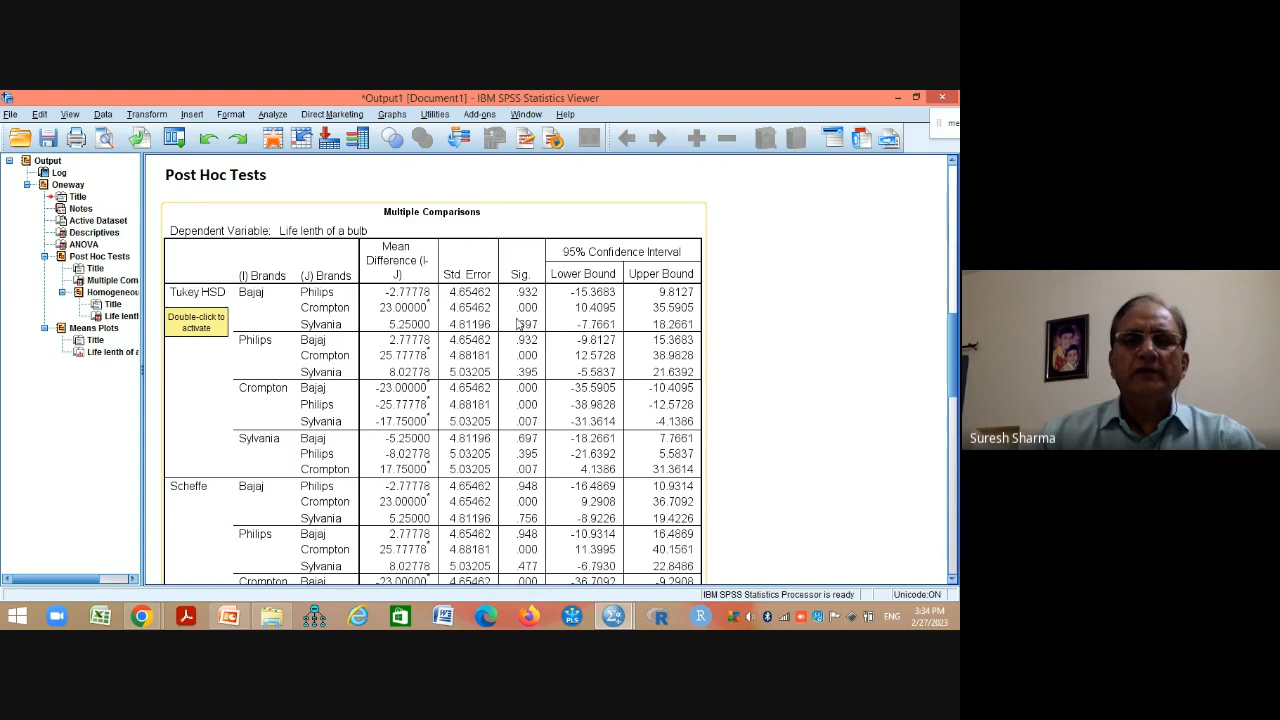 *Output1 [Document1] - IBM SPSS Statistics Viewer
File Edit View Data Transform Insert Format Analyze Direct Marketing Graphs Utilities Add-ons Window Help
me
Output
Log
Oneway
Title
Notes
Active Dataset
Descriptives
ANOVA
Post Hoc Tests
Title
Multiple Com
Homogeneou
Title
Life lent
Means Plots
Title
Life lenth of a
Post Hoc Tests
Multiple Comparisons
Dependent Variable: Life lenth of a bulb
(I) Brands (J) Brands Mean Difference (I-J) Std. Error Sig. 95% Confidence Interval
Lower Bound Upper Bound
Tukey HSD Bajaj Philips -2.77778 4.65462 .932 -15.3683 9.8127
Crompton 23.00000* 4.65462 .000 10.4095 35.5905
Sylvania 5.25000 4.81196 -7.7661 18.2661
Double-click to activate
Philips Bajaj 2.77778 4.65462 .932 -9.8127 15.3683
Crompton 25.77778* 4.88181 .000 12.5728 38.9828
Sylvania 8.02778 5.03205 .395 -5.5837 21.6392
Crompton Bajaj -23.00000* 4.65462 .000 -35.5905 -10.4095
Philips -25.77778* 4.88181 .000 -38.9828 -12.5728
Sylvania -17.75000* 5.03205 .007 -31.3614 -4.1386
Sylvania Bajaj -5.25000 4.81196 .697 -18.2661 7.7661
Philips -8.02778 5.03205 .395 -21.6392 5.5837
Crompton 17.75000* 5.03205 .007 4.1386 31.3614
Scheffe Bajaj Philips -2.77778 4.65462 .948 -16.4869 10.9314
Crompton 23.00000* 4.65462 .000 9.2908 36.7092
Sylvania 5.25000 4.81196 .756 -8.9226 19.4226
Philips Bajaj 2.77778 4.65462 .948 -10.9314 16.4869
Crompton 25.77778* 4.88181 .000 11.3995 40.1561
Sylvania 8.02778 5.03205 .477 -6.7930 22.8486
Crompton Bajaj -23.00000* 4.65462 .000 -36.7092 -9.2908
IBM SPSS Statistics Processor is ready Unicode:ON
PLS
R
R
ENG
3:34 PM
2/27/2023
Suresh Sharma